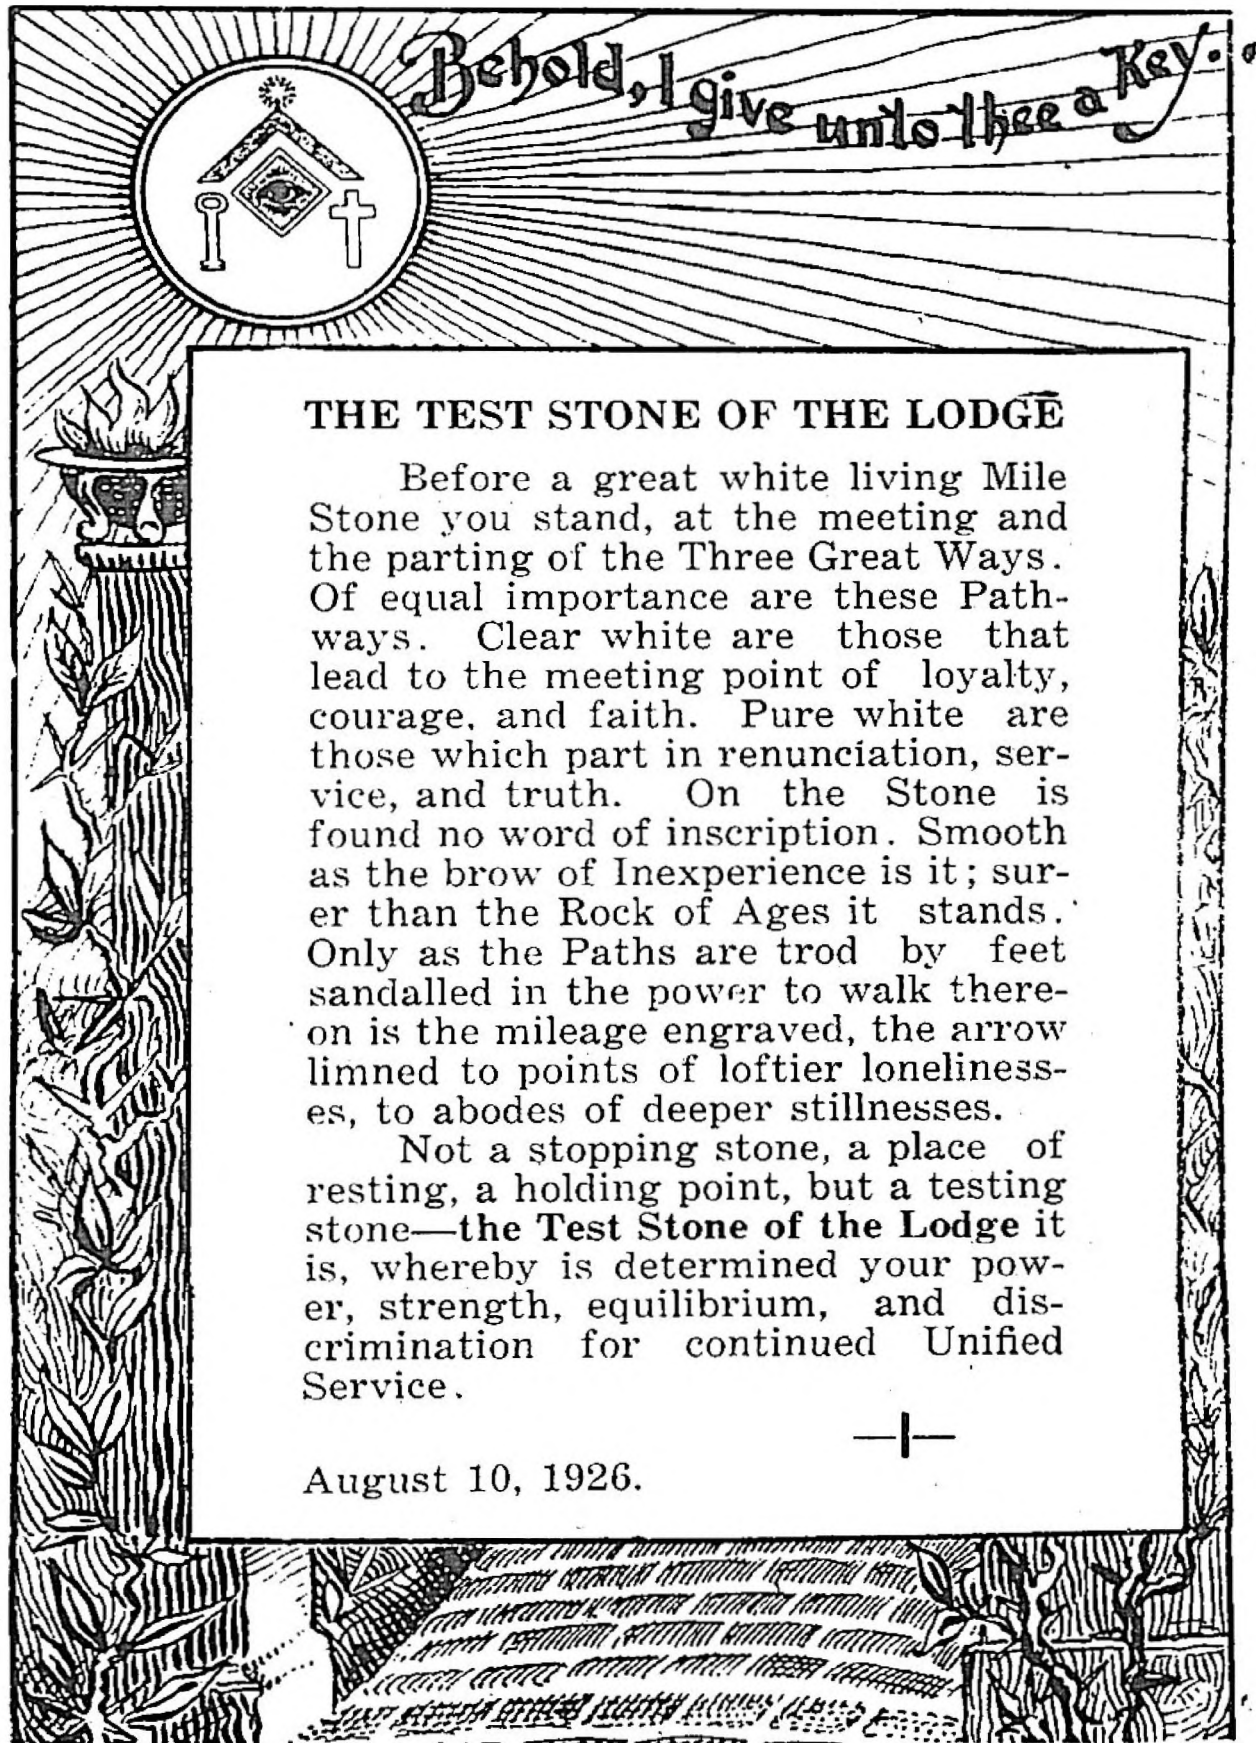 Behold, I give unto thee a Key.
THE TEST STONE OF THE LODGE
Before a great white living Mile
Stone you stand, at the meeting and
the parting of the Three Great Ways.
Of equal importance are these Path-
ways. Clear white are those that
lead to the meeting point of loyalty,
courage, and faith. Pure white are
those which part in renunciation, ser-
vice, and truth. On the Stone is
found no word of inscription. Smooth
as the brow of Inexperience is it; sur-
er than the Rock of Ages it stands.
Only as the Paths are trod by feet
sandalled in the power to walk there-
on is the mileage engraved, the arrow
limned to points of loftier loneliness-
es, to abodes of deeper stillnesses.
Not a stopping stone, a place of
resting, a holding point, but a testing
stone—the Test Stone of the Lodge it
is, whereby is determined your pow-
er, strength, equilibrium, and dis-
crimination for continued Unified
Service.
August 10, 1926.